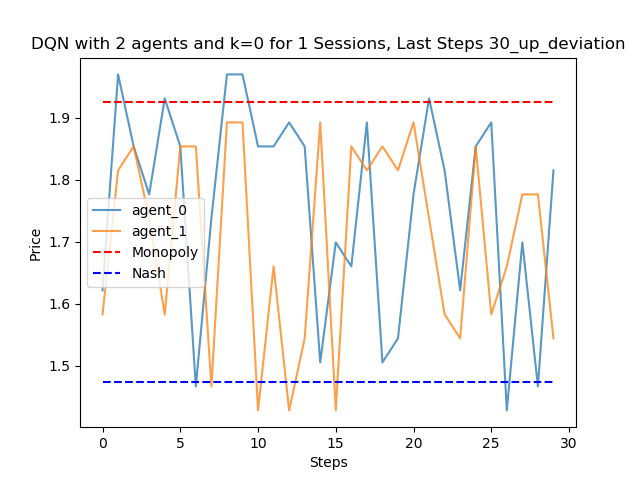 DQN with 2 agents and k=0 for 1 Sessions, Last Steps 30_up_deviation
Price
1.9
1.8
1.7
1.6
1.5
agent_0
agent_1
Monopoly
Nash
0 5 10 15 20 25 30
Steps